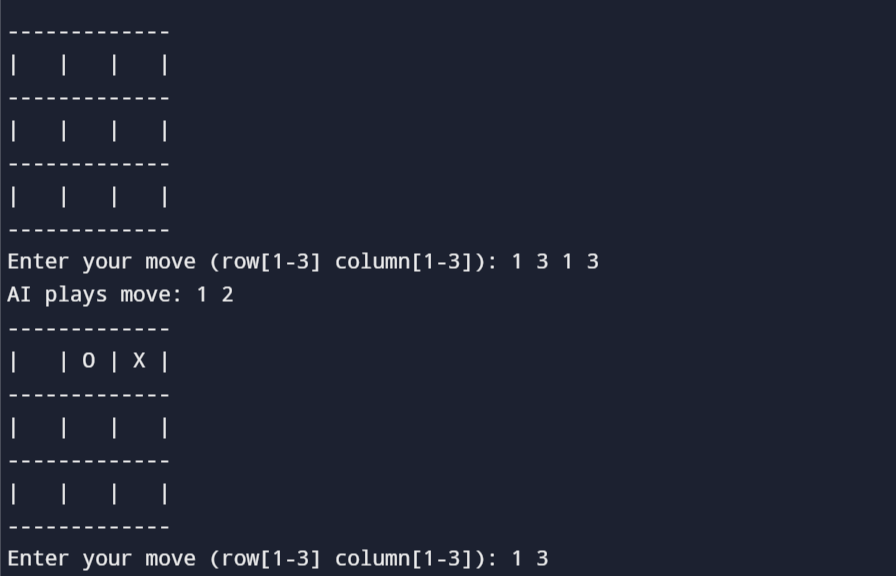 -------------
|   |   |   |
-------------
|   |   |   |
-------------
|   |   |   |
-------------
Enter your move (row[1-3] column[1-3]): 1 3 1 3
AI plays move: 1 2
-------------
|   | O | X |
-------------
|   |   |   |
-------------
|   |   |   |
-------------
Enter your move (row[1-3] column[1-3]): 1 3